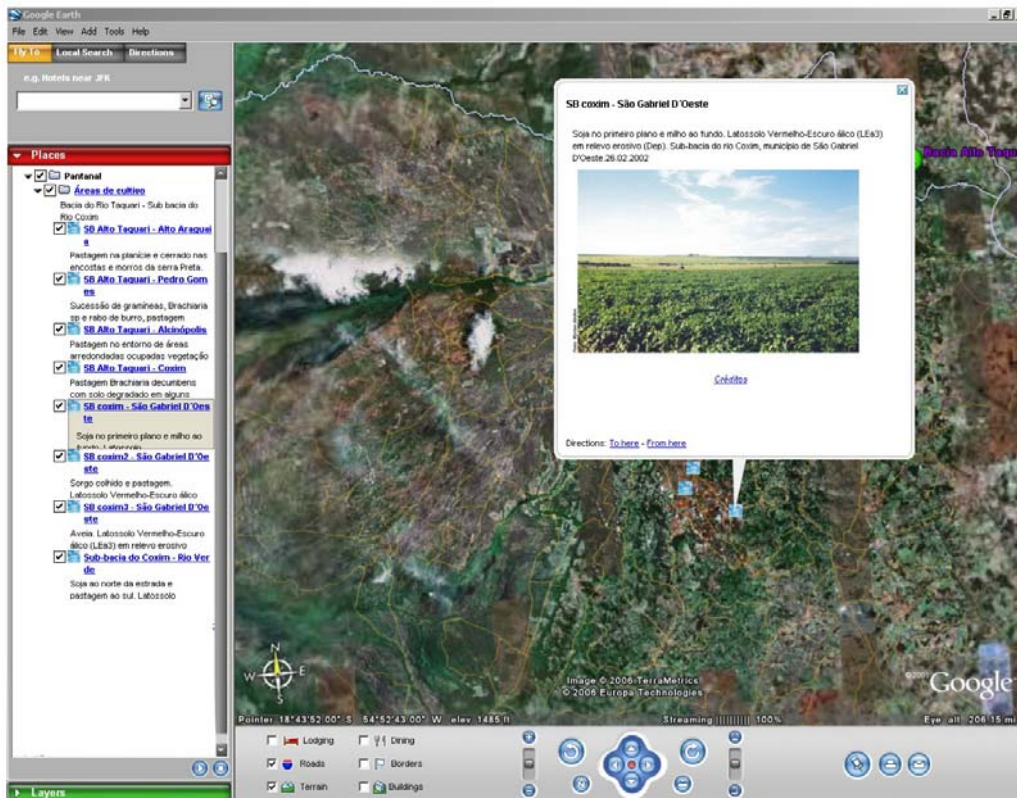 Google Earth
File Edit View Add Tools Help
Fly To Local Search Directions
e.g. Hotels near JFK
Places
Pantanal
Áreas de cultivo
Bacia do Rio Taquari - Sub bacia do
Rio Coxim
SB Alto Taquari - Alto Araguai
a
Pastagem na planície e cerrado nas
encostas e morros da serra Preta.
SB Alto Taquari - Pedro Gom
es
Sucessão de gramíneas, Brachiaria
sp e rabo de burro, pastagem
SB Alto Taquari - Alcinópolis
Pastagem no entorno de áreas
arredondadas ocupadas vegetação
SB Alto Taquari - Coxim
Pastagem Brachiaria decumbens
com solo degradado em alguns
SB coxim - São Gabriel D'Oes
te
Soja no primeiro plano e milho ao
fundo. Latossolo
SB coxim2 - São Gabriel D'Oe
ste
Sorgo colhido e pastagem.
Latossolo Vermelho-Escuro álico
SB coxim3 - São Gabriel D'Oe
ste
Aveia. Latossolo Vermelho-Escuro
álico (LEa3) em relevo erosivo
Sub-bacia do Coxim - Rio Ver
de
Soja ao norte da estrada e
pastagem ao sul. Latossolo
Layers
SB coxim - São Gabriel D'Oeste
Soja no primeiro plano e milho ao fundo. Latossolo Vermelho-Escuro álico (LEa3)
em relevo erosivo (Dep). Sub-bacia do rio Coxim, município de São Gabriel
D'Oeste.26.02.2002
Créditos
Directions: To here - From here
Bacia Alto Taqu
N
W E
S
Image © 2006 TerraMetrics
© 2006 Europa Technologies
Google
Pointer 18°43'52.00" S 54°52'43.00" W elev 1485 ft Streaming |||||||||| 100% Eye alt 206.15 mi
Lodging Dining
Roads Borders
Terrain Buildings